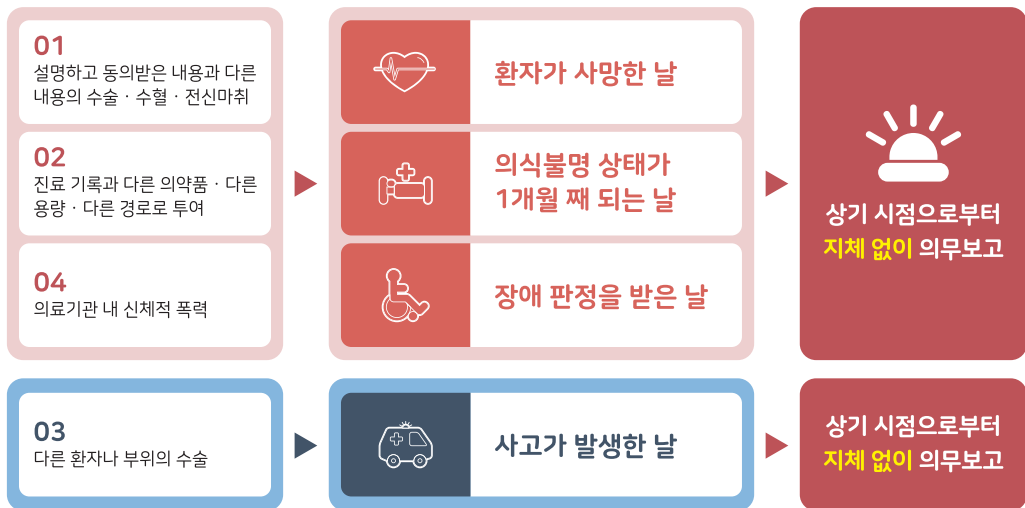 01
설명하고 동의받은 내용과 다른
내용의 수술 · 수혈 · 전신마취
02
진료 기록과 다른 의약품 · 다른
용량 · 다른 경로로 투여
04
의료기관 내 신체적 폭력
환자가 사망한 날
의식불명 상태가
1개월 째 되는 날
장애 판정을 받은 날
상기 시점으로부터
지체 없이 의무보고
03
다른 환자나 부위의 수술
사고가 발생한 날
상기 시점으로부터
지체 없이 의무보고